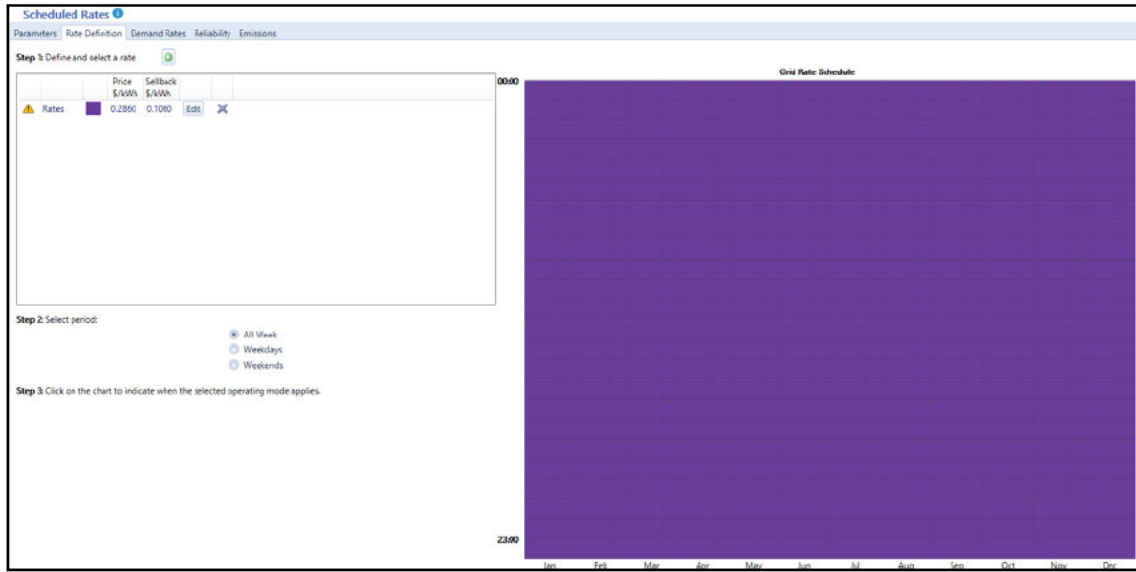 Scheduled Rates
Parameters Rate Definition Demand Rates Reliability Emissions
Step 1: Define and select a rate
Price Sellback
$/kWh $/kWh
Rates 0.2860 0.1060 Edit
Step 2: Select period:
All Week
Weekdays
Weekends
Step 3: Click on the chart to indicate when the selected operating mode applies.
Grid Rate Schedule
00:00
23:00
Jan Feb Mar Apr May Jun Jul Aug Sep Oct Nov Dec